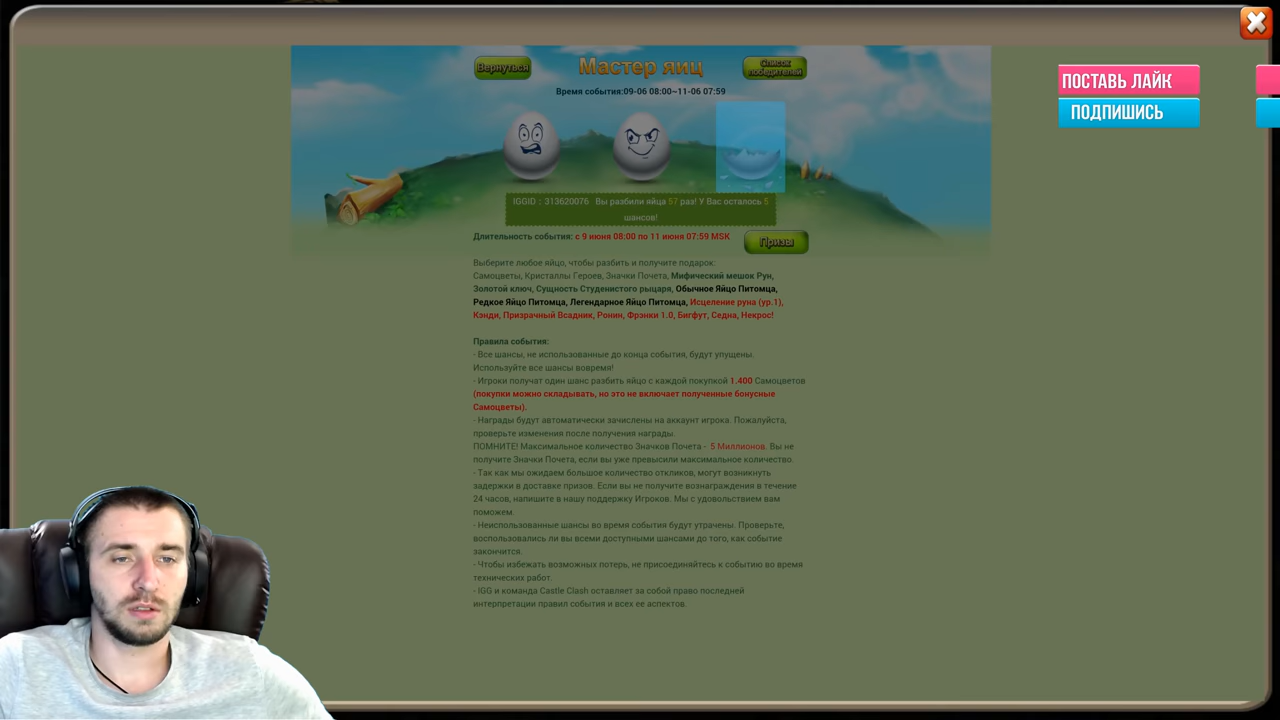 Вернуться
Мастер яиц
Список победителей
ПОСТАВЬ ЛАЙК
ПОДПИШИСЬ
Время события:09-06 08:00~11-06 07:59
IGGID : 313620076 Вы разбили яйца 57 раз! У Вас осталось 5
шансов!
Длительность события: с 9 июня 08:00 по 11 июня 07:59 MSK
Призы
Выберите любое яйцо, чтобы разбить и получите подарок:
Самоцветы, Кристаллы Героев, Значки Почета, Мифический мешок Рун,
Золотой ключ, Сущность Студенистого рыцаря, Обычное Яйцо Питомца,
Редкое Яйцо Питомца, Легендарное Яйцо Питомца, Исцеление руна (ур.1),
Кэнди, Призрачный Всадник, Ронин, Фрэнки 1.0, Бигфут, Седна, Некрос!
Правила события:
- Все шансы, не использованные до конца события, будут упущены.
Используйте все шансы вовремя!
- Игроки получат один шанс разбить яйцо с каждой покупкой 1.400 Самоцветов
(покупки можно складывать, но это не включает полученные бонусные
Самоцветы).
- Награды будут автоматически зачислены на аккаунт игрока. Пожалуйста,
проверьте изменения после получения награды.
ПОМНИТЕ! Максимальное количество Значков Почета - 5 Миллионов. Вы не
получите Значки Почета, если вы уже превысили максимальное количество.
- Так как мы ожидаем большое количество откликов, могут возникнуть
задержки в доставке призов. Если вы не получите вознаграждения в течение
24 часов, напишите в нашу поддержку Игроков. Мы с удовольствием вам
поможем.
- Неиспользованные шансы во время события будут утрачены. Проверьте,
воспользовались ли вы всеми доступными шансами до того, как событие
закончится.
- Чтобы избежать возможных потерь, не присоединяйтесь к событию во время
технических работ.
- IGG и команда Castle Clash оставляет за собой право последней
интерпретации правил события и всех ее аспектов.